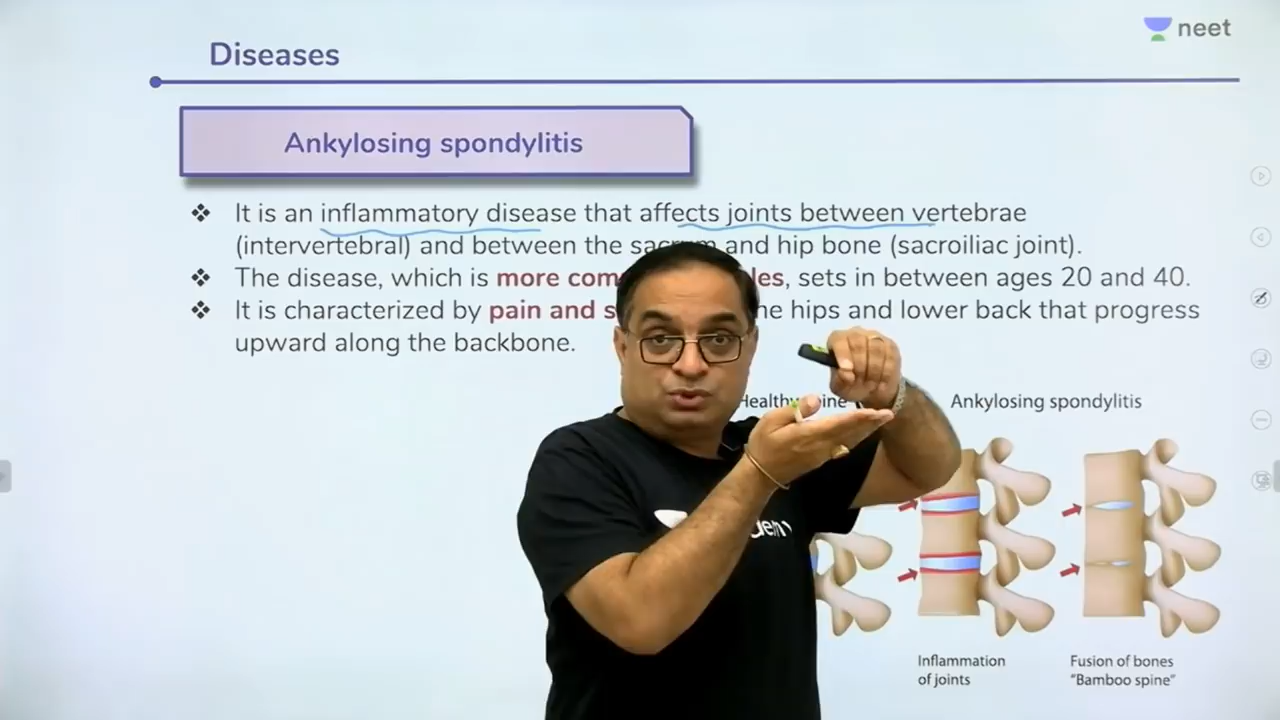 neet
Diseases
Ankylosing spondylitis
It is an inflammatory disease that affects joints between vertebrae
(intervertebral) and between the and hip bone (sacroiliac joint).
The disease, which is more , sets in between ages 20 and 40.
It is characterized by pain and hips and lower back that progress
upward along the backbone.
Ankylosing spondylitis
Inflammation
of joints
Fusion of bones
"Bamboo spine"